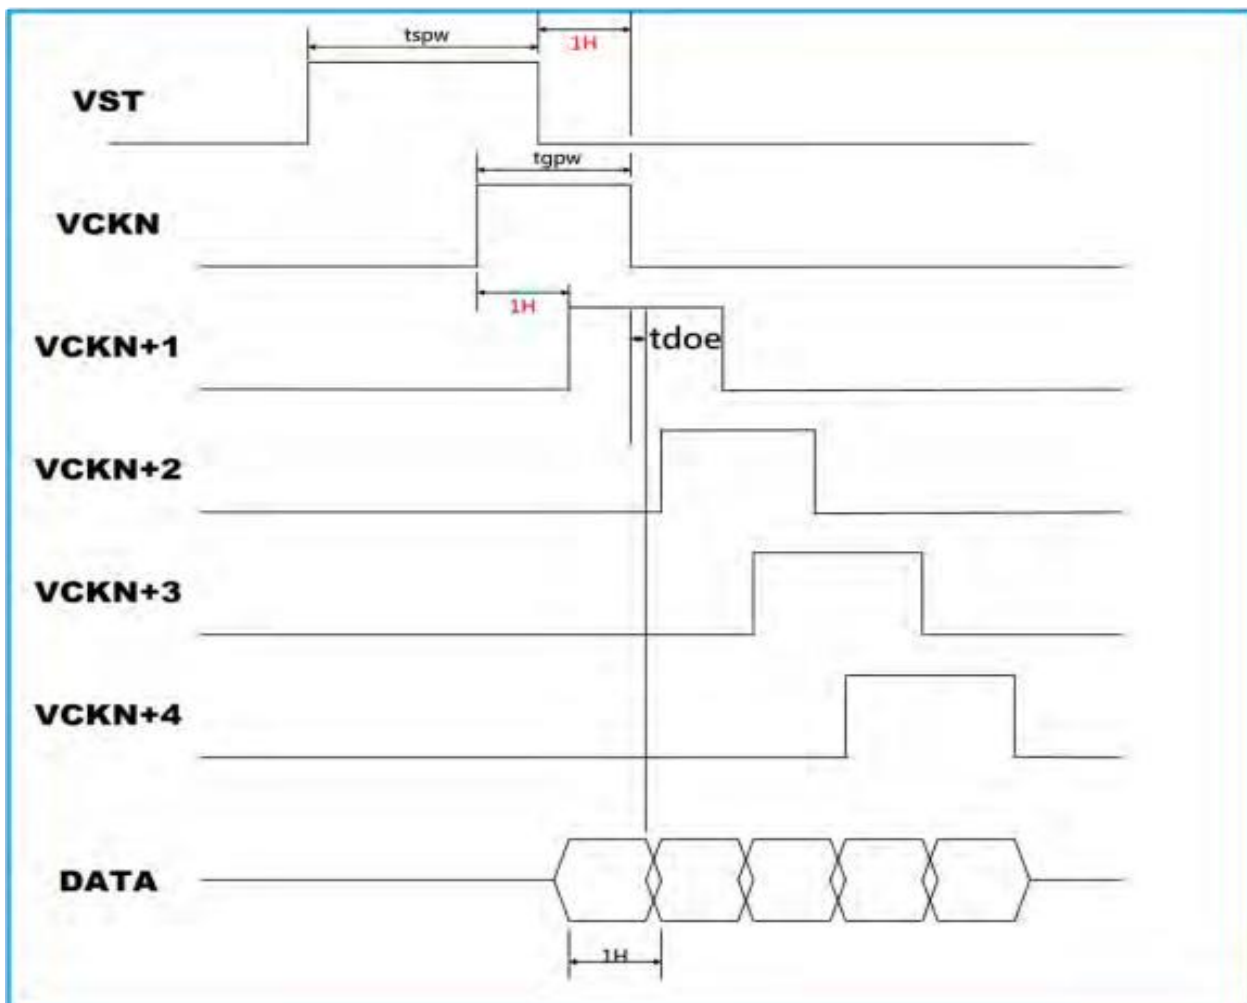 tspw
1H
VST
tgpw
VCKN
1H
VCKN+1
tdoe
VCKN+2
VCKN+3
VCKN+4
DATA
1H